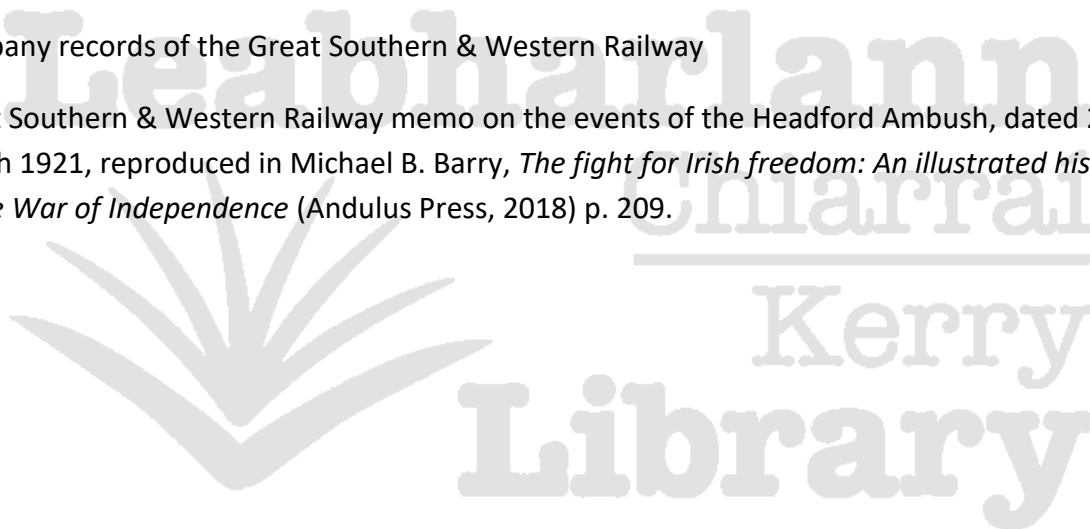 pany records of the Great Southern & Western Railway
Southern & Western Railway memo on the events of the Headford Ambush, dated
h 1921, reproduced in Michael B. Barry, The fight for Irish freedom: An illustrated his
War of Independence (Andulus Press, 2018) p. 209.
Leabharlann
Chiarraí
Kerry
Library